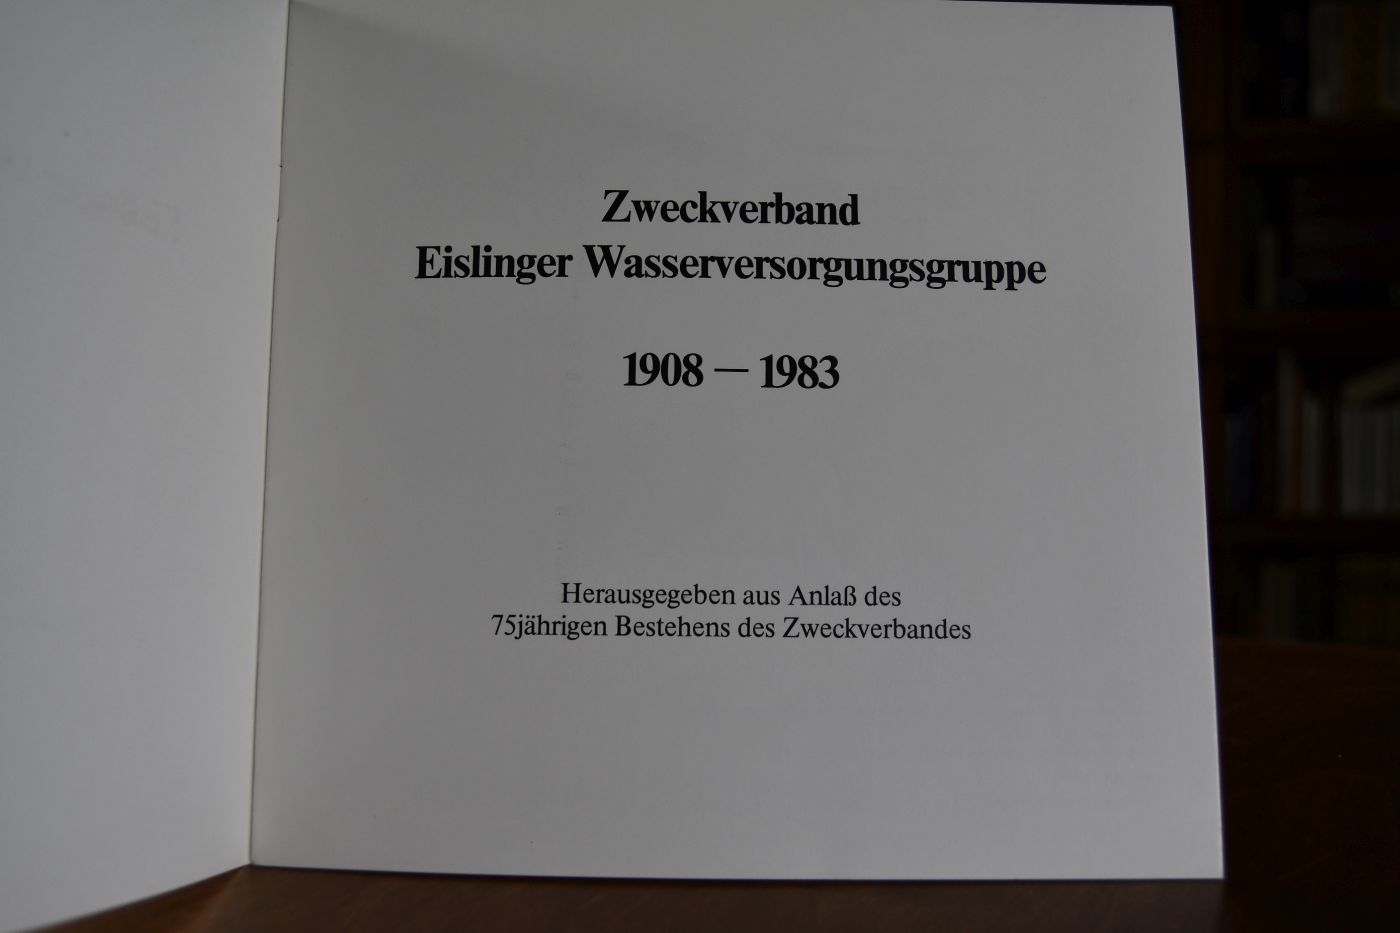 Zweckverband
Eislinger Wasserversorgungsgruppe
1908 — 1983
Herausgegeben aus Anlaß des
75jährigen Bestehens des Zweckverbandes